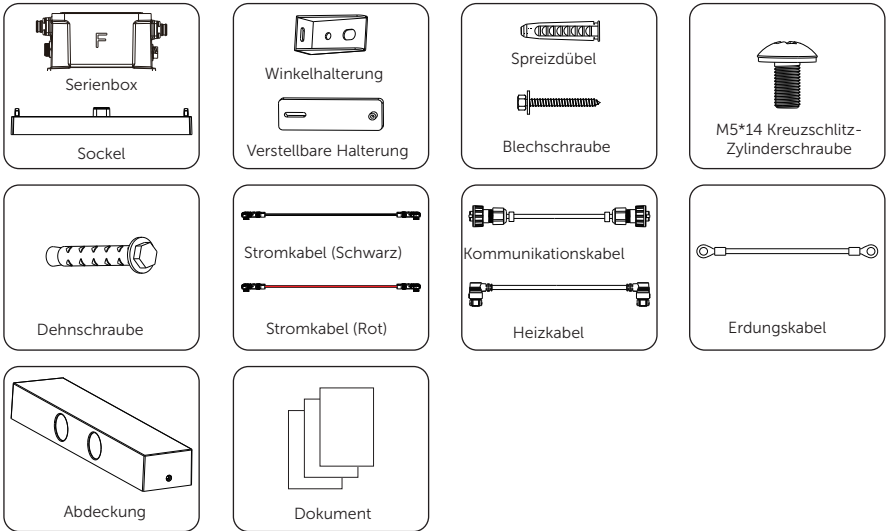 F
Serienbox
Sockel
Winkelhalterung
Verstellbare Halterung
Spreizdübel
Blechschraube
M5*14 Kreuzschlitz-
Zylinderschraube
Dehnschraube
Stromkabel (Schwarz)
Stromkabel (Rot)
Kommunikationskabel
Heizkabel
Erdungskabel
Abdeckung
Dokument